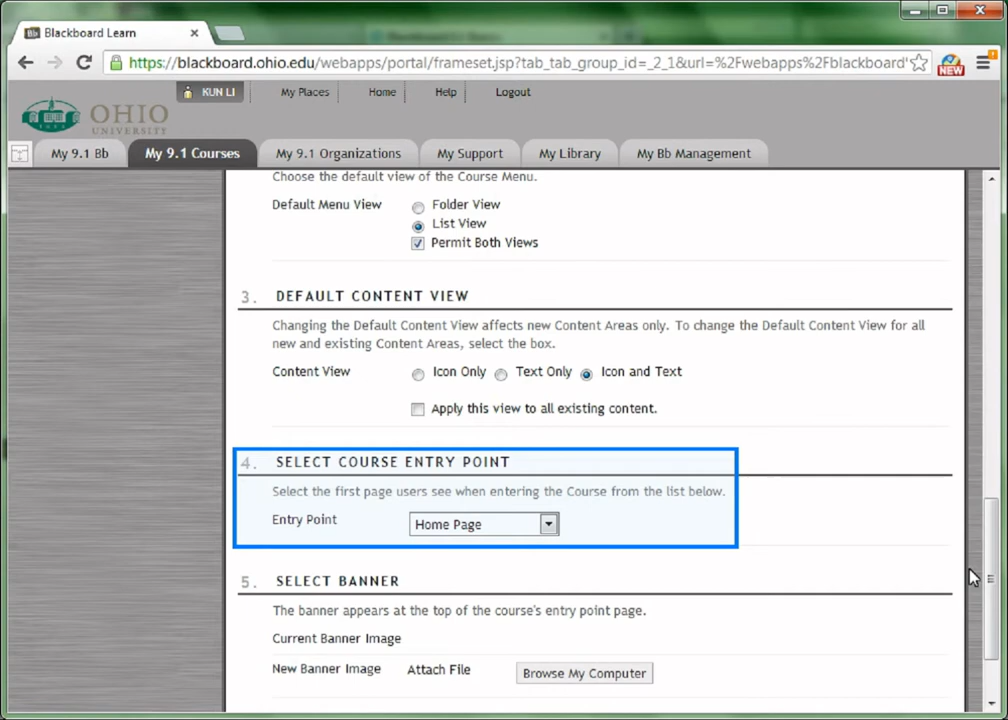 Blackboard Learn
https://blackboard.ohio.edu/webapps/portal/frameset.jsp?tab_tab_group_id=_2_1&url=%2Fwebapps%2Fblackboard'
NEW
KUN LI My Places Home Help Logout
OHIO
UNIVERSITY
My 9.1 Bb My 9.1 Courses My 9.1 Organizations My Support My Library My Bb Management
Choose the default view of the Course Menu.
Default Menu View Folder View
List View
Permit Both Views
3. DEFAULT CONTENT VIEW
Changing the Default Content View affects new Content Areas only. To change the Default Content View for all
new and existing Content Areas, select the box.
Content View Icon Only Text Only Icon and Text
Apply this view to all existing content.
4. SELECT COURSE ENTRY POINT
Select the first page users see when entering the Course from the list below.
Entry Point Home Page
5. SELECT BANNER
The banner appears at the top of the course's entry point page.
Current Banner Image
New Banner Image Attach File Browse My Computer